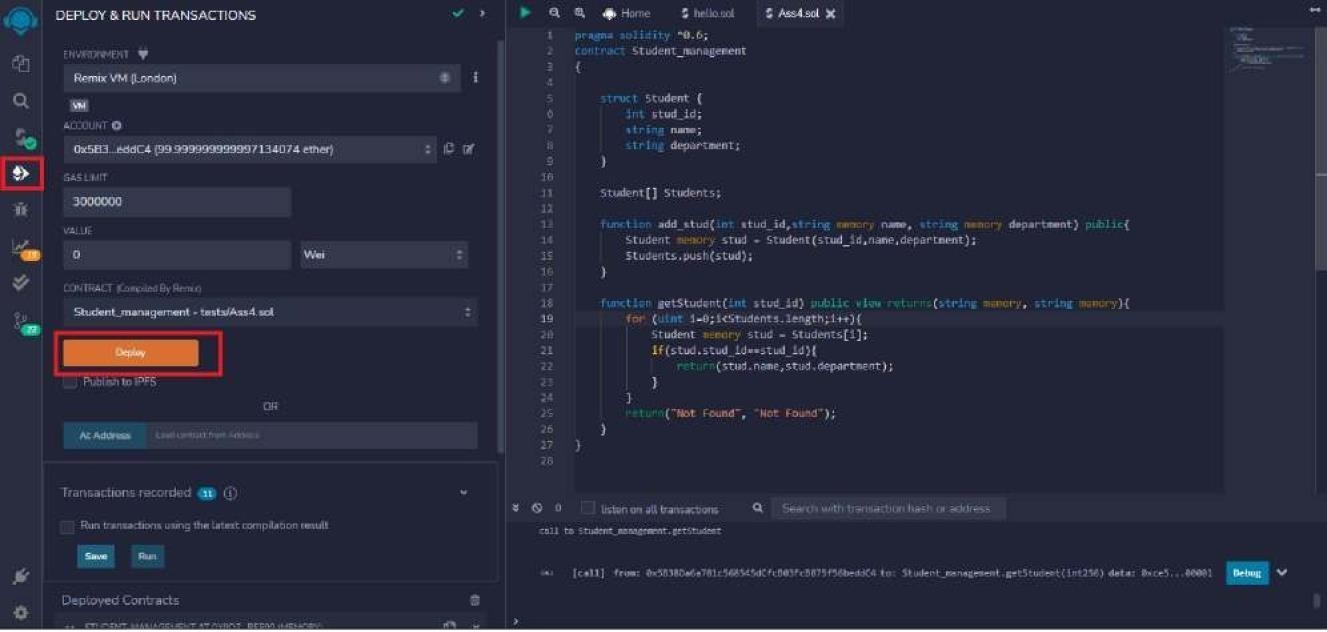 DEPLOY & RUN TRANSACTIONS
ENVIRONMENT
Remix VM (London)
VM
ACCOUNT
0x5B3...eddC4 (99.999999999997134074 ether)
GAS LIMIT
3000000
VALUE
0
Wei
CONTRACT (Compiled By Remix)
Student_management - tests/Ass4.sol
Deploy
Publish to IPFS
OR
At Address
Load contract from Address
Transactions recorded 11 i
Run transactions using the latest compilation result
Save
Run
Deployed Contracts
STUDENT_MANAGEMENT AT (MEMORY)
Home
hello.sol
Ass4.sol
1 pragma solidity ^0.6;
2 contract Student_management
3 {
4
5 struct Student {
6 int stud_id;
7 string name;
8 string department;
9 }
10
11 Student[] Students;
12
13 function add_stud(int stud_id,string memory name, string memory department) public{
14 Student memory stud = Student(stud_id,name,department);
15 Students.push(stud);
16 }
17
18 function getStudent(int stud_id) public view returns(string memory, string memory){
19 for (uint i=0;i<Students.length;i++){
20 Student memory stud = Students[i];
21 if(stud.stud_id==stud_id){
22 return(stud.name,stud.department);
23 }
24 }
25 return("Not Found", "Not Found");
26 }
27 }
28
0
listen on all transactions
Search with transaction hash or address
call to Student_management.getStudent
[call] from: 0x5B38Da6a701c568545dCfcB03FcB875f56beddC4 to: Student_management.getStudent(int256) data: 0xce5...00001
Debug